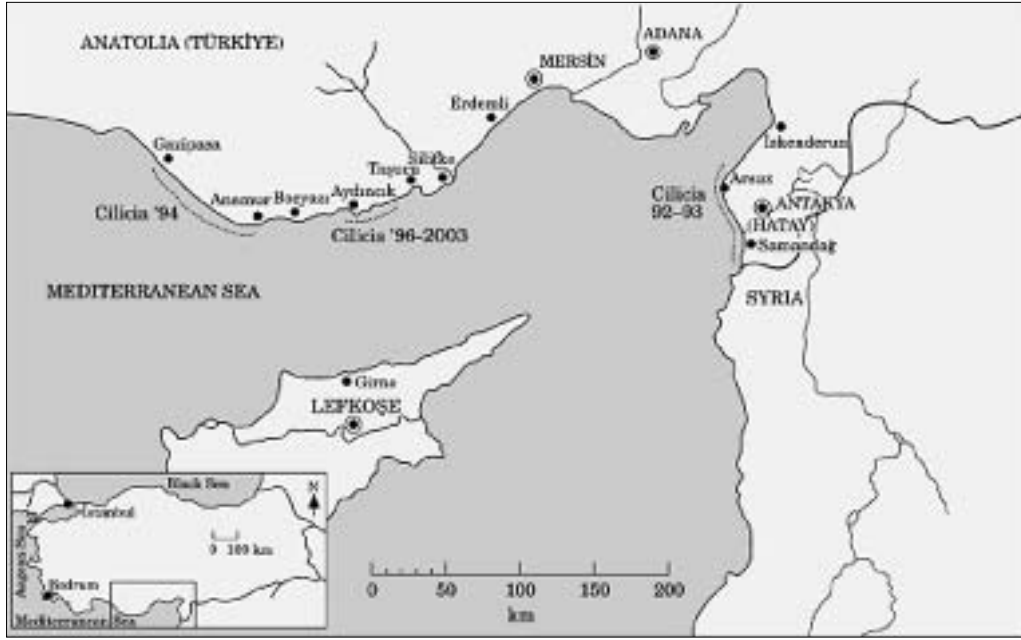 ANATOLIA (TÜRKİYE)
ADANA
MERSİN
Erdemli
İskenderun
Gazipasa
Silifke
Taşucu
Arsuz
Anamur
Bozyazı
Aydıncık
Cilicia '94
Cilicia '96–2003
Cilicia
92–93
ANTAKYA
(HATAY)
Samandağ
MEDITERRANEAN SEA
SYRIA
Girne
LEFKOŞE
Black Sea
N
İstanbul
0 100 km
Aegean Sea
Bodrum
Mediterranean Sea
0 50 100 150 200
km